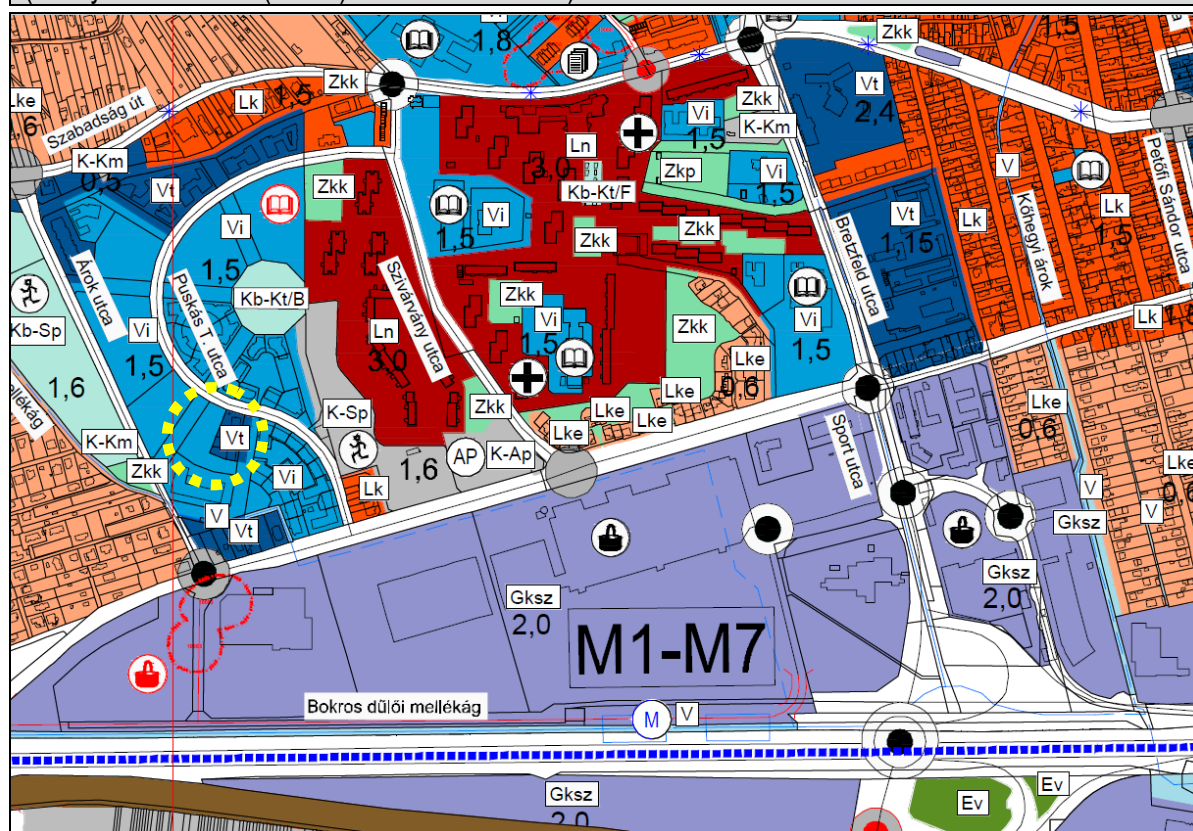 Zkk
Vi
1,8
Lke
1,6
Szabadság út
Lk
1,5
Zkk
Vt
2,4
Zkk
K-Km
Vi
1,5
Ln
3,0
K-Km
0,5
Vt
Zkk
Kb-Kt/F
Zkp
Vi
1,5
V
Lk
1,5
Petőfi Sándor utca
Vi
1,5
Vi
1,5
Zkk
Zkk
Bretzfeld utca
Vt
1,15
Lk
Kőhegyi árok
Kb-Sp
1,6
Árok utca
Puskás T. utca
Kb-Kt/B
Szivárvány utca
Zkk
Vi
1,5
Zkk
Vi
1,5
Lk
Vi
1,5
Ln
3,0
Lke
0,6
mellékág
Vt
K-Sp
Zkk
Lke
Lke
Lke
Lke
0,6
K-Km
Zkk
Vi
1,6
AP
K-Ap
Sport utca
Lke
0,6
V
Vt
Lk
V
V
Gksz
Gksz
2,0
Gksz
2,0
M1-M7
Bokros dűlői mellékág
M
V
Gksz
2,0
Ev
Ev